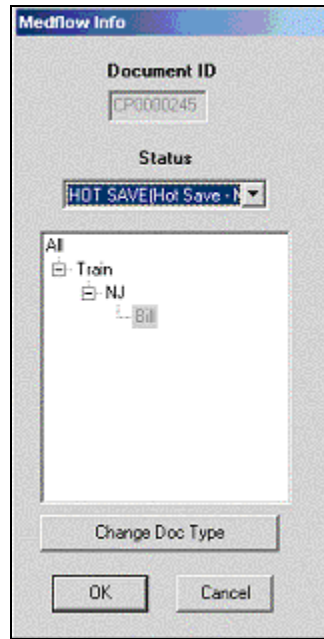 Medflow Info
Document ID
CP0000245
Status
HOT SAVE(Hot Save - N
All
Train
NJ
Bill
Change Doc Type
OK
Cancel